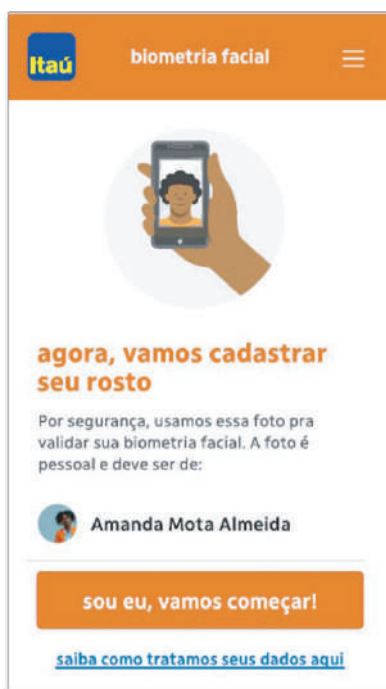 Itaú
biometria facial
agora, vamos cadastrar
seu rosto
Por segurança, usamos essa foto pra
validar sua biometria facial. A foto é
pessoal e deve ser de:
Amanda Mota Almeida
sou eu, vamos começar!
saiba como tratamos seus dados aqui